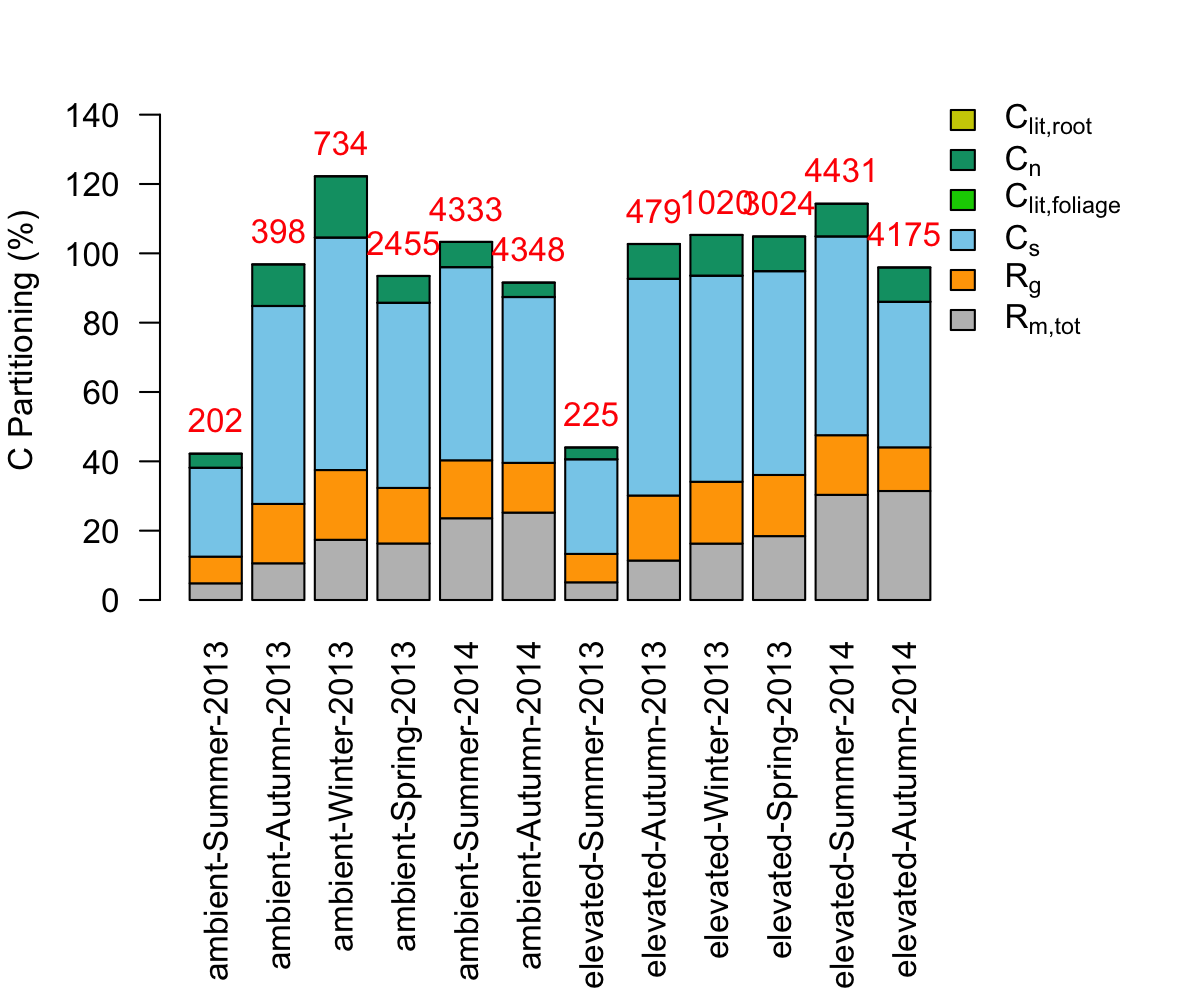 C Partitioning (%)
140
120
100
80
60
40
20
0
202
398
734
2455
4333
4348
225
479
1020
3024
4431
4175
ambient-Summer-2013
ambient-Autumn-2013
ambient-Winter-2013
ambient-Spring-2013
ambient-Summer-2014
ambient-Autumn-2014
elevated-Summer-2013
elevated-Autumn-2013
elevated-Winter-2013
elevated-Spring-2013
elevated-Summer-2014
elevated-Autumn-2014
Clit,root
Cn
Clit,foliage
Cs
Rg
Rm,tot